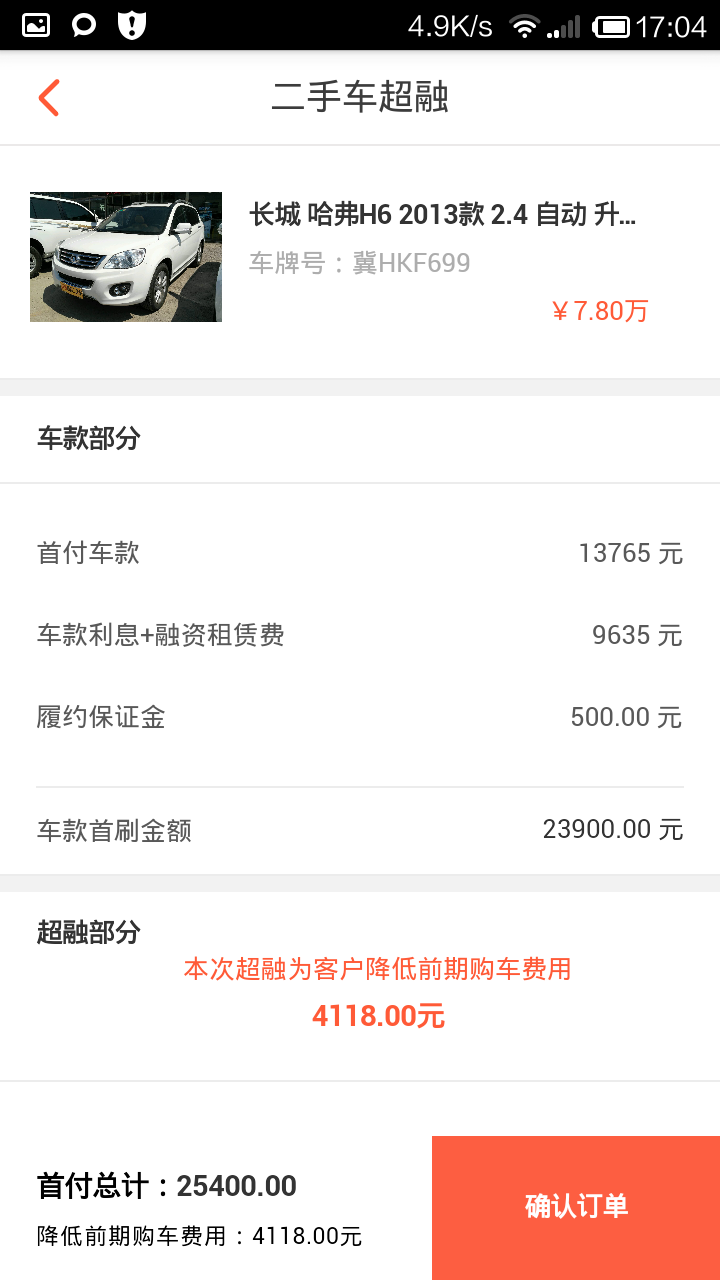 4.9K/s 17:04
二手车超融
长城 哈弗H6 2013款 2.4 自动 升...
车牌号：冀HKF699
￥7.80万
车款部分
首付车款 13765 元
车款利息+融资租赁费 9635 元
履约保证金 500.00 元
车款首刷金额 23900.00 元
超融部分
本次超融为客户降低前期购车费用
4118.00元
首付总计：25400.00
降低前期购车费用：4118.00元
确认订单